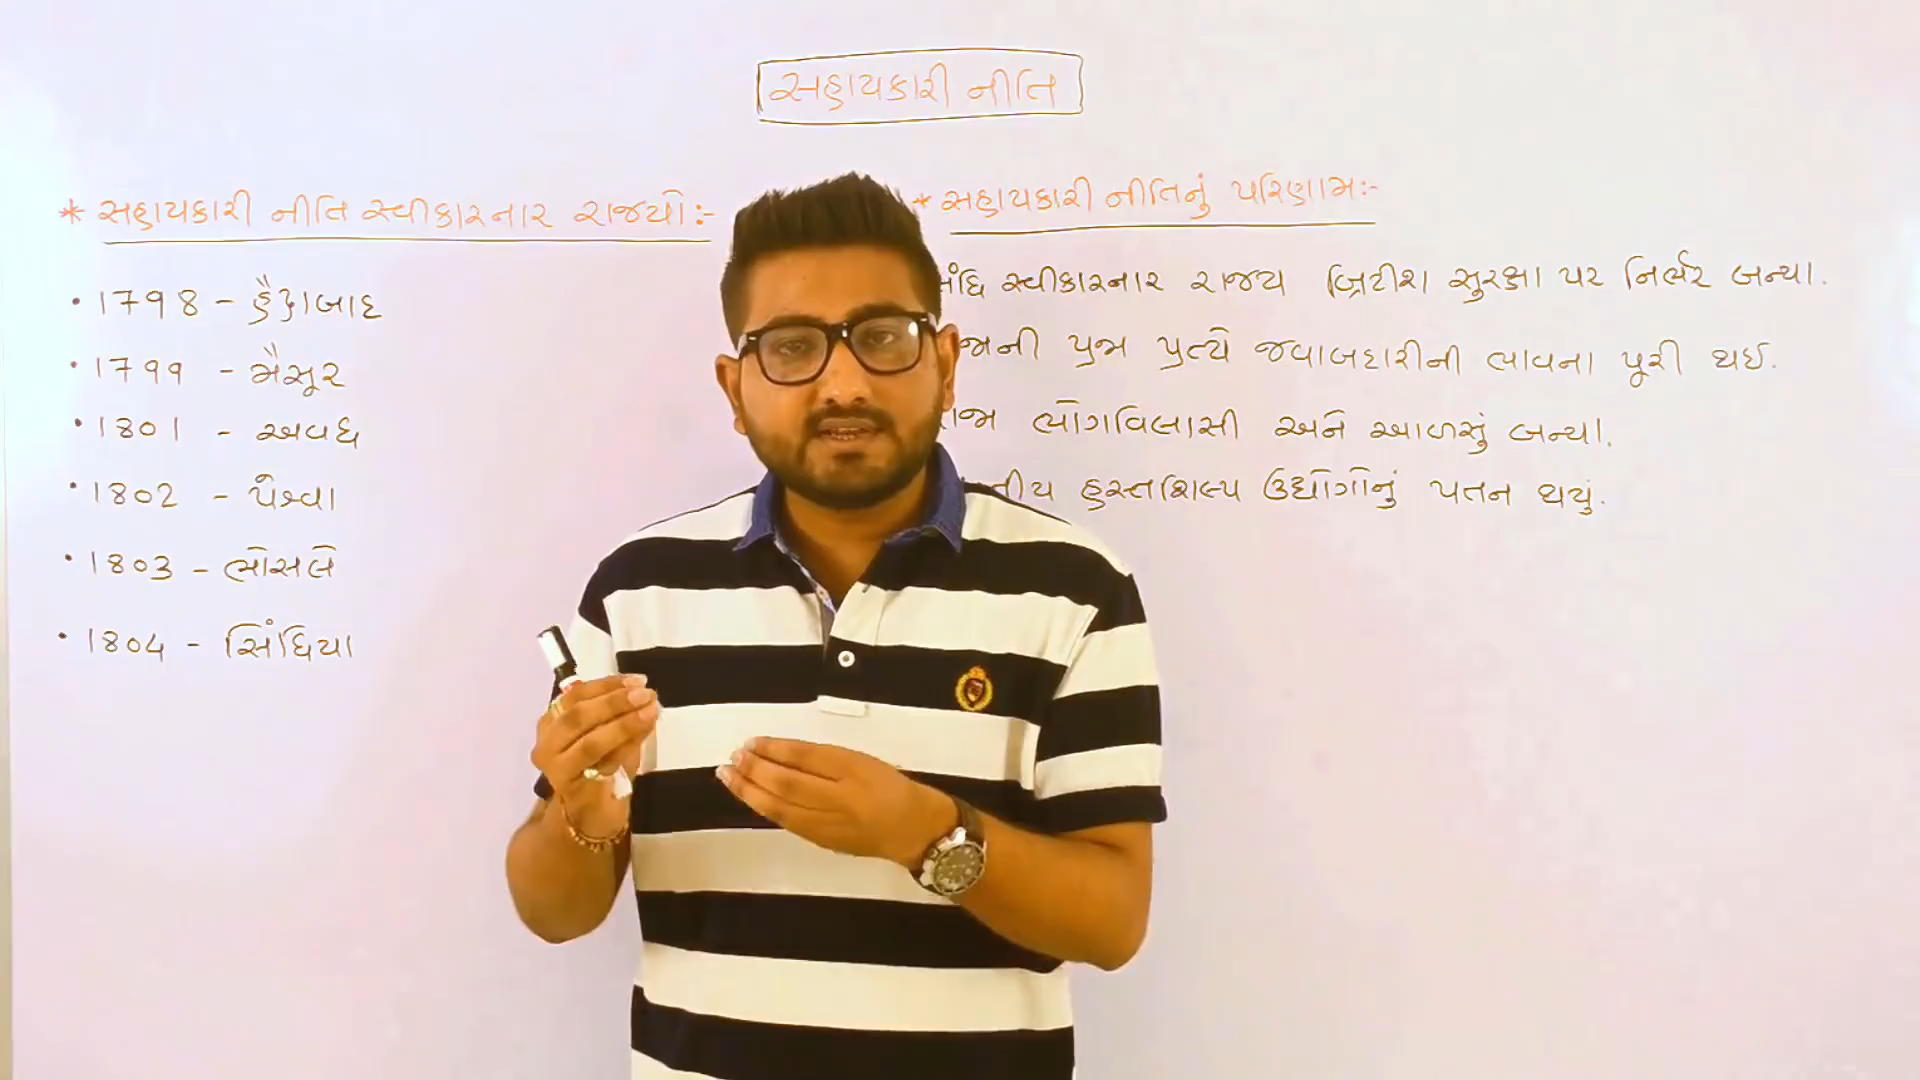 સહાયકારી નીતિ
* સહાયકારી નીતિ સ્વીકારનાર રાજ્યો :-
• 1798 - હૈદ્રાબાદ
• 1799 - મૈસૂર
• 1801 - અવધ
• 1802 - પેશ્વા
• 1803 - ભોંસલે
• 1804 - સિંધિયા
* સહાયકારી નીતિનું પરિણામ :-
સંધિ સ્વીકારનાર રાજ્ય બ્રિટીશ સુરક્ષા પર નિર્ભર બન્યા.
પ્રજા પ્રત્યે જવાબદારીની ભાવના પૂરી થઈ.
ભોગવિલાસી અને આળસું બન્યા.
હસ્તશિલ્પ ઉદ્યોગોનું પતન થયું.